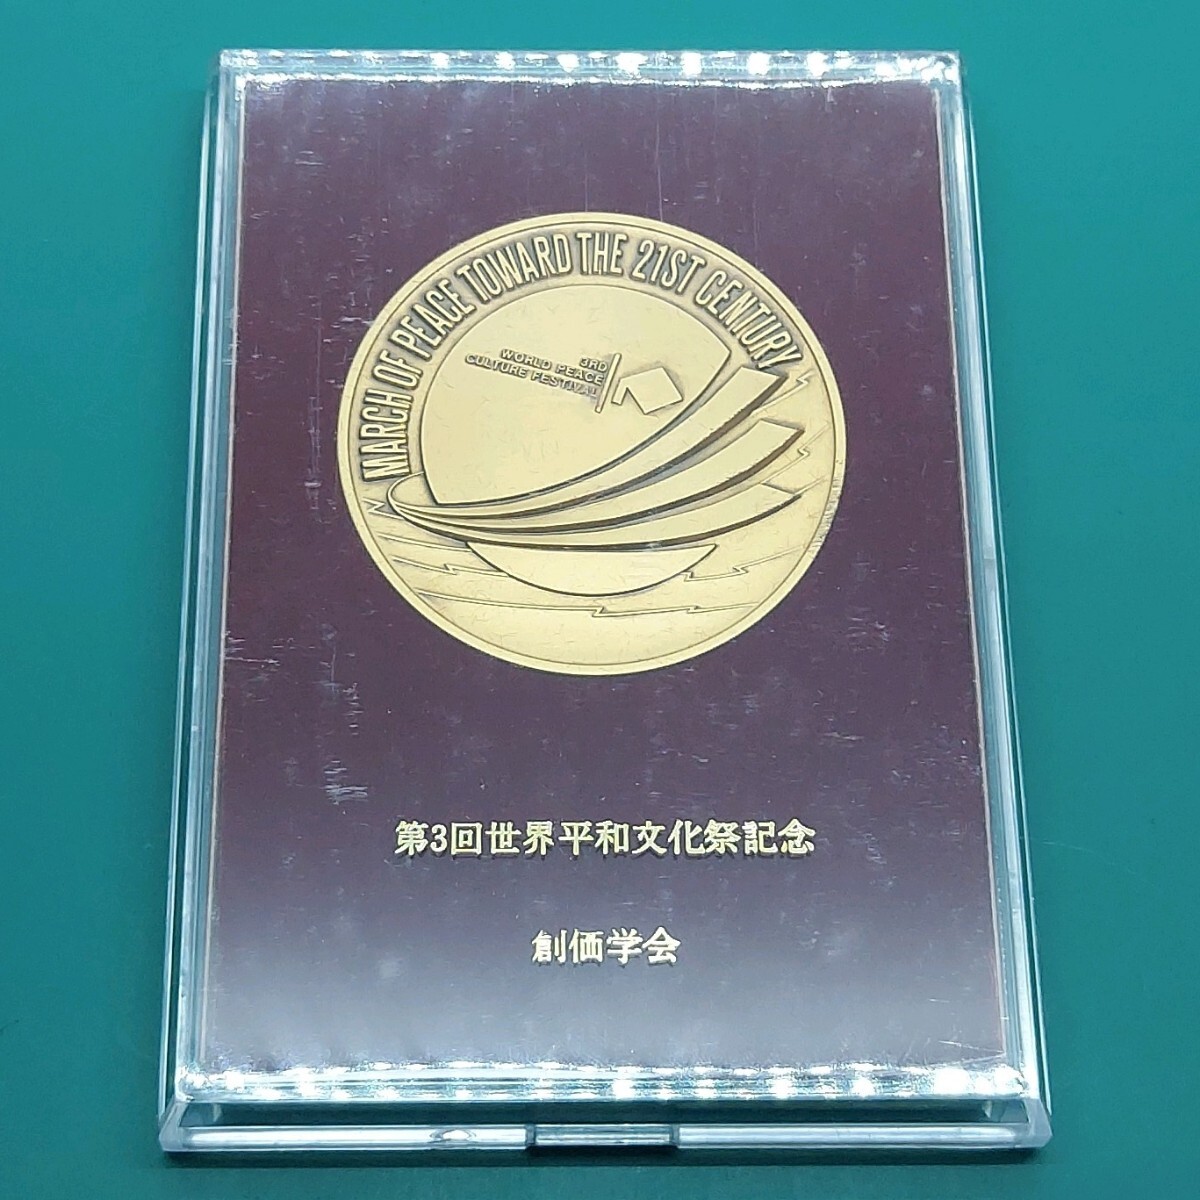 MARCH OF PEACE TOWARD THE 21ST CENTURY
3RD
WORLD PEACE
CULTURE FESTIVAL
第3回世界平和文化祭記念
創価学会